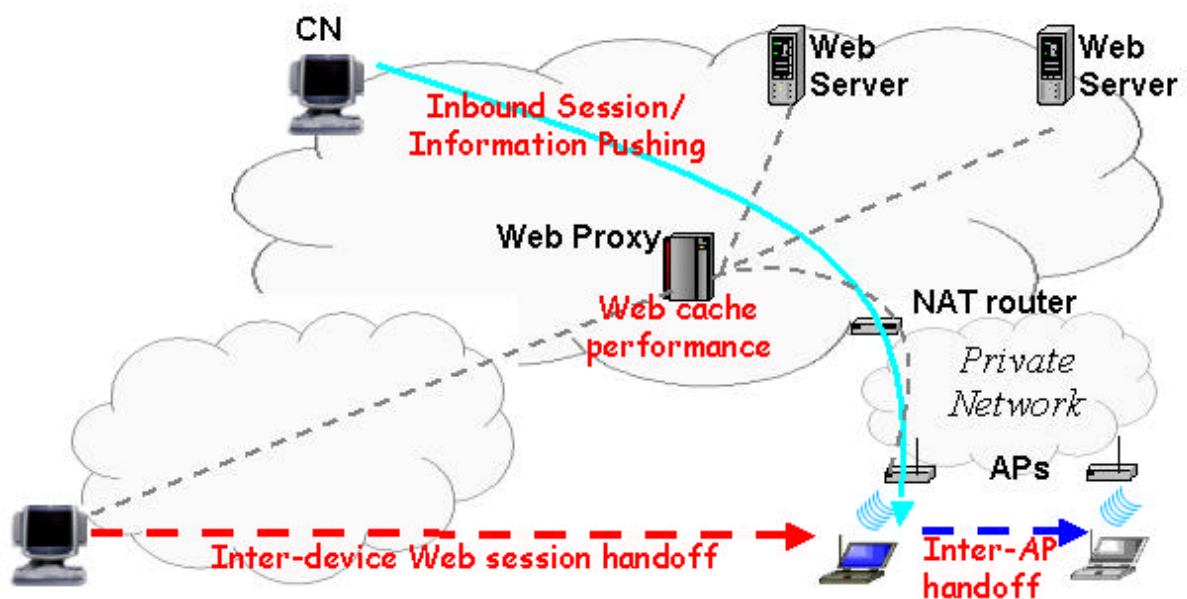 CN
Web
Server
Web
Server
Inbound Session/
Information Pushing
Web Proxy
Web cache
performance
NAT router
Private
Network
APs
Inter-device Web session handoff
Inter-AP
handoff